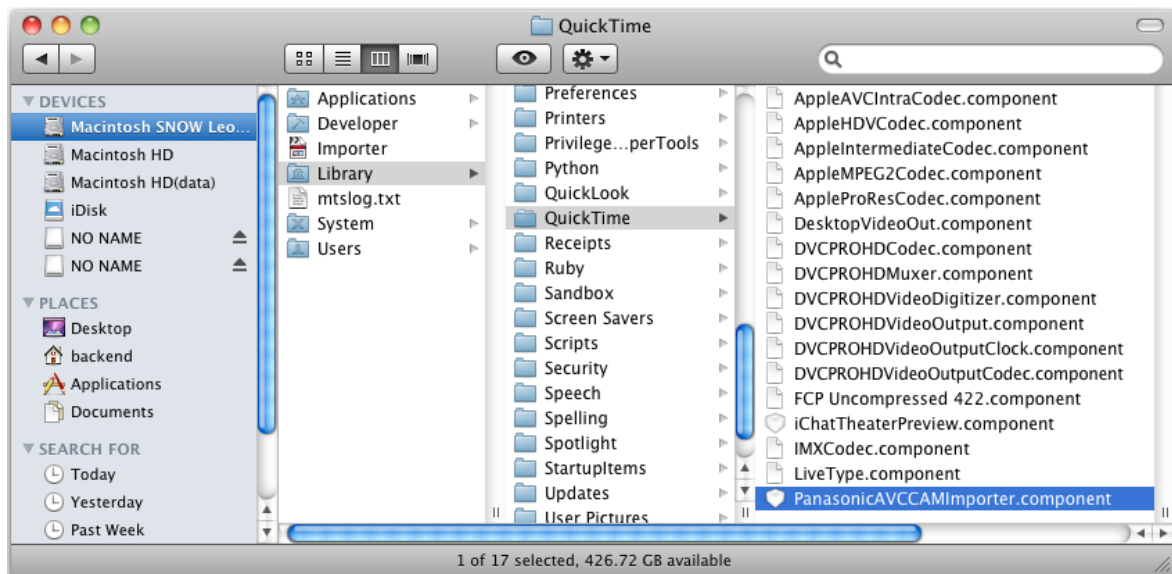 QuickTime
DEVICES
Macintosh SNOW Leo...
Macintosh HD
Macintosh HD(data)
iDisk
NO NAME
NO NAME
PLACES
Desktop
backend
Applications
Documents
SEARCH FOR
Today
Yesterday
Past Week
Applications
Developer
Importer
Library
mtslog.txt
System
Users
Preferences
Printers
Privilege...perTools
Python
QuickLook
QuickTime
Receipts
Ruby
Sandbox
Screen Savers
Scripts
Security
Speech
Spelling
Spotlight
StartupItems
Updates
User Pictures
AppleAVCIntraCodec.component
AppleHDVCodec.component
AppleIntermediateCodec.component
AppleMPEG2Codec.component
AppleProResCodec.component
DesktopVideoOut.component
DVCPROHDCodec.component
DVCPROHDMuxer.component
DVCPROHDVideoDigitizer.component
DVCPROHDVideoOutput.component
DVCPROHDVideoOutputClock.component
DVCPROHDVideoOutputCodec.component
FCP Uncompressed 422.component
iChatTheaterPreview.component
IMXCodec.component
LiveType.component
PanasonicAVCCAMImporter.component
1 of 17 selected, 426.72 GB available